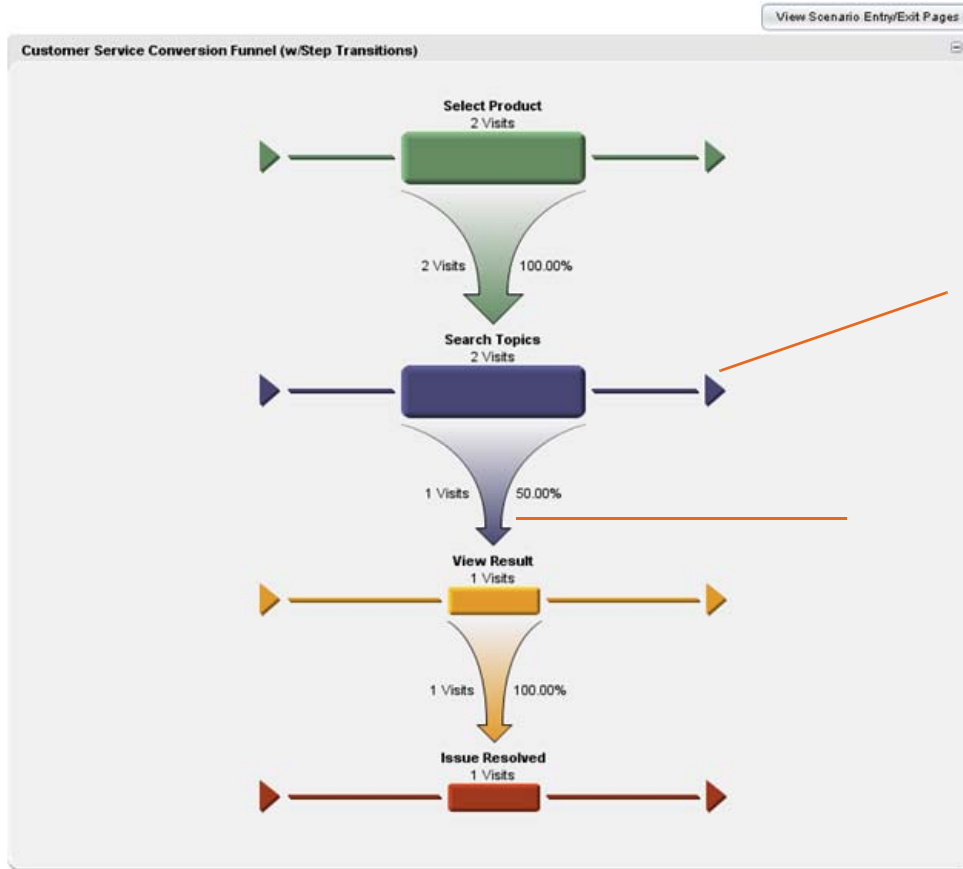 View Scenario Entry/Exit Pages
Customer Service Conversion Funnel (w/Step Transitions)
Select Product
2 Visits
2 Visits 100.00%
Search Topics
2 Visits
1 Visits 50.00%
View Result
1 Visits
1 Visits 100.00%
Issue Resolved
1 Visits